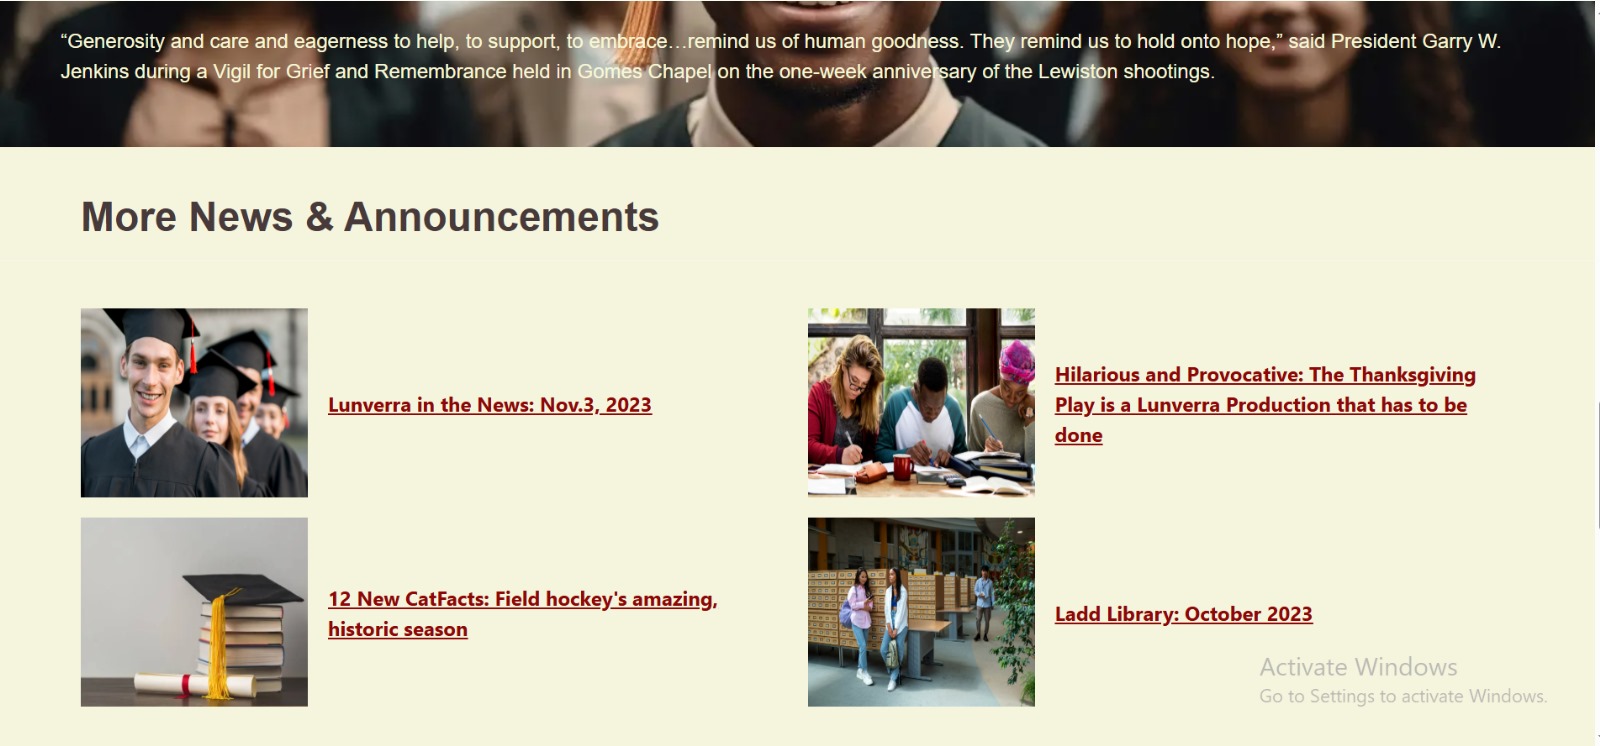 “Generosity and care and eagerness to help, to support, to embrace…remind us of human goodness. They remind us to hold onto hope,” said President Garry W.
Jenkins during a Vigil for Grief and Remembrance held in Gomes Chapel on the one-week anniversary of the Lewiston shootings.
More News & Announcements
Lunverra in the News: Nov.3, 2023
Hilarious and Provocative: The Thanksgiving
Play is a Lunverra Production that has to be
done
12 New CatFacts: Field hockey's amazing,
historic season
Ladd Library: October 2023
Activate Windows
Go to Settings to activate Windows.